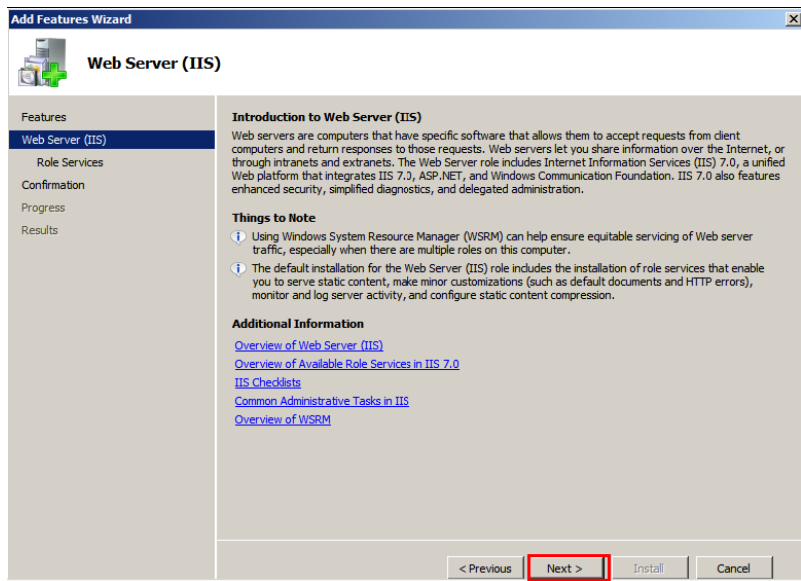 Add Features Wizard
Web Server (IIS)
Features
Web Server (IIS)
Role Services
Confirmation
Progress
Results
Introduction to Web Server (IIS)
Web servers are computers that have specific software that allows them to accept requests from client
computers and return responses to those requests. Web servers let you share information over the Internet, or
through intranets and extranets. The Web Server role includes Internet Information Services (IIS) 7.0, a unified
Web platform that integrates IIS 7.0, ASP.NET, and Windows Communication Foundation. IIS 7.0 also features
enhanced security, simplified diagnostics, and delegated administration.
Things to Note
Using Windows System Resource Manager (WSRM) can help ensure equitable servicing of Web server
traffic, especially when there are multiple roles on this computer.
The default installation for the Web Server (IIS) role includes the installation of role services that enable
you to serve static content, make minor customizations (such as default documents and HTTP errors),
monitor and log server activity, and configure static content compression.
Additional Information
Overview of Web Server (IIS)
Overview of Available Role Services in IIS 7.0
IIS Checklists
Common Administrative Tasks in IIS
Overview of WSRM
< Previous Next > Install Cancel